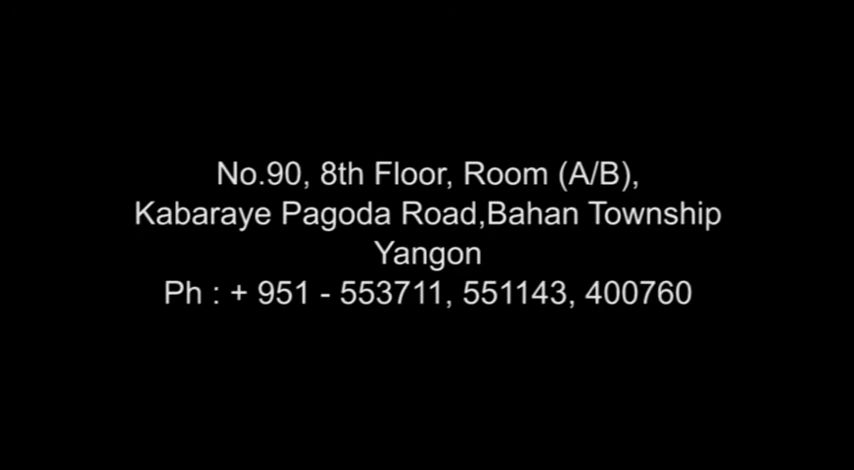 No.90, 8th Floor, Room (A/B),
Kabaraye Pagoda Road,Bahan Township
Yangon
Ph : + 951 - 553711, 551143, 400760